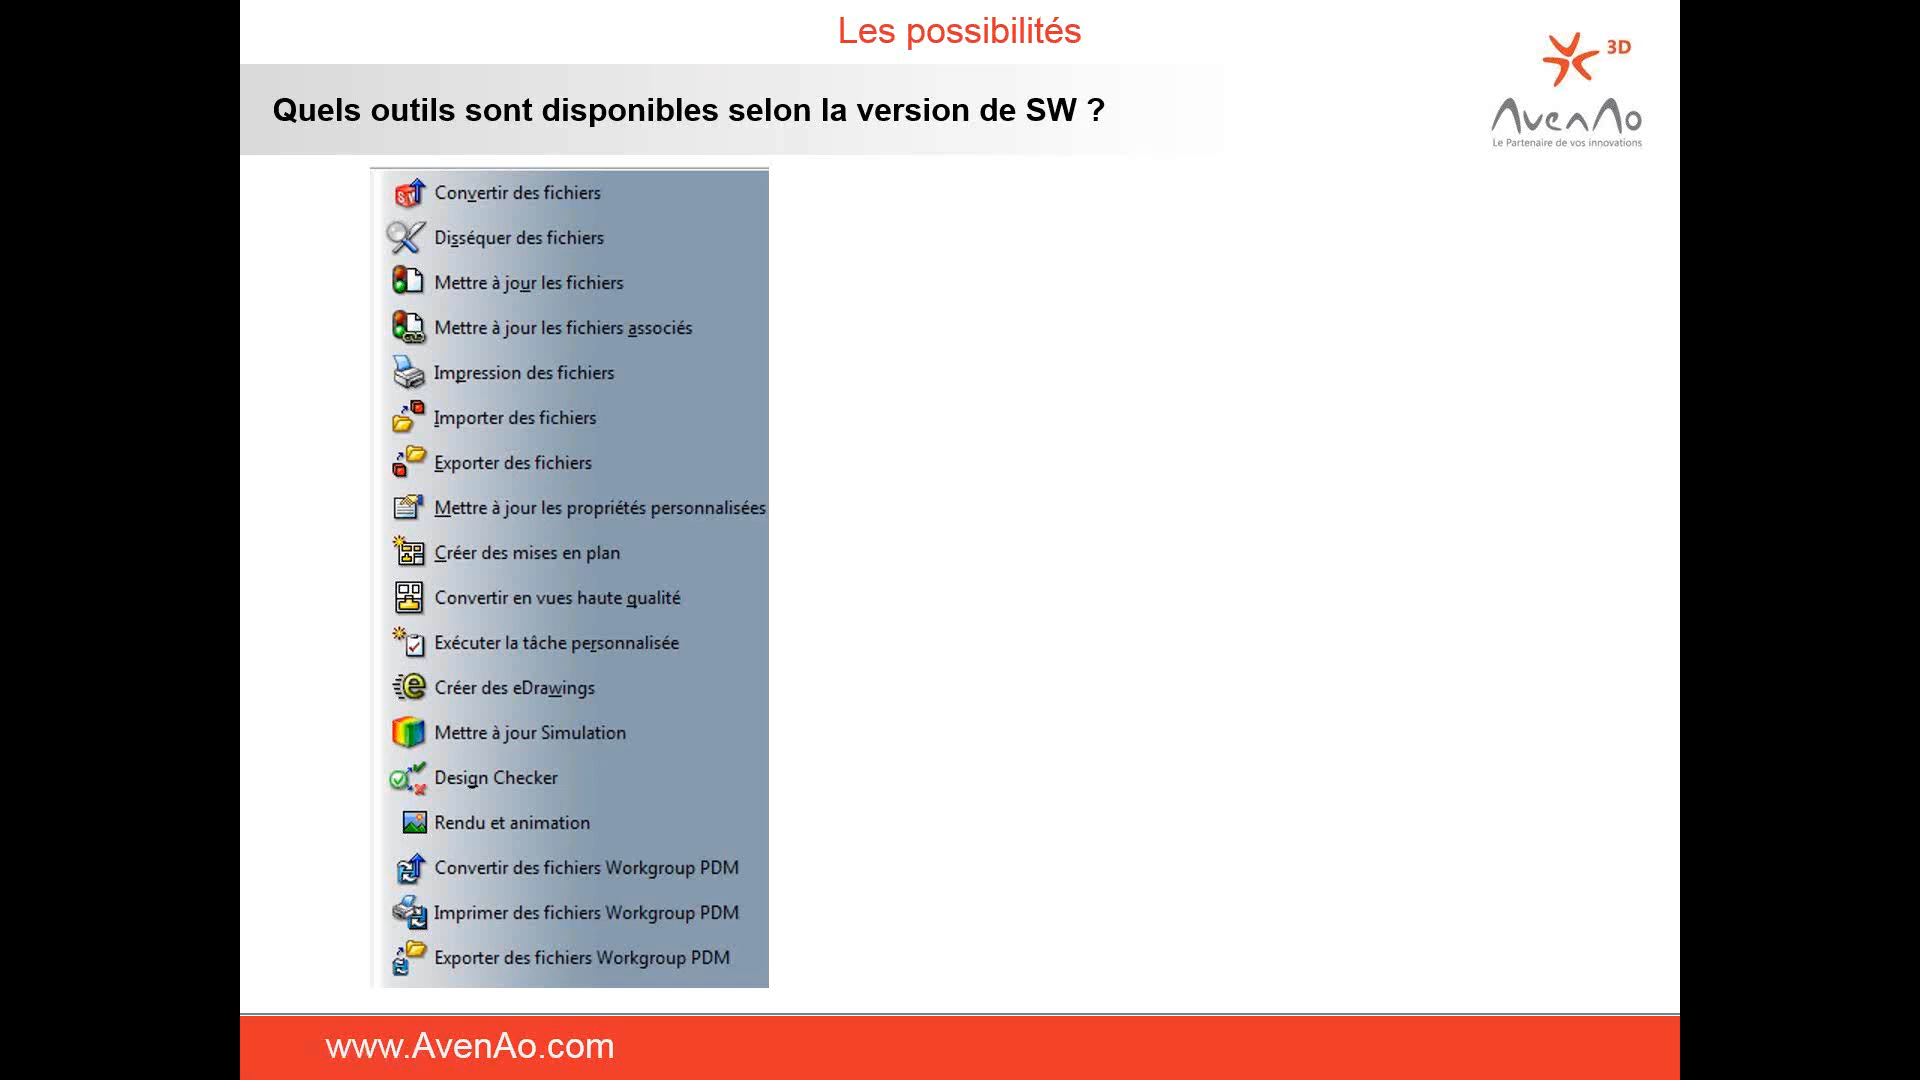 Les possibilités
3D
AvenAo
Le Partenaire de vos innovations
Quels outils sont disponibles selon la version de SW ?
Convertir des fichiers
Disséquer des fichiers
Mettre à jour les fichiers
Mettre à jour les fichiers associés
Impression des fichiers
Importer des fichiers
Exporter des fichiers
Mettre à jour les propriétés personnalisées
Créer des mises en plan
Convertir en vues haute qualité
Exécuter la tâche personnalisée
Créer des eDrawings
Mettre à jour Simulation
Design Checker
Rendu et animation
Convertir des fichiers Workgroup PDM
Imprimer des fichiers Workgroup PDM
Exporter des fichiers Workgroup PDM
www.AvenAo.com